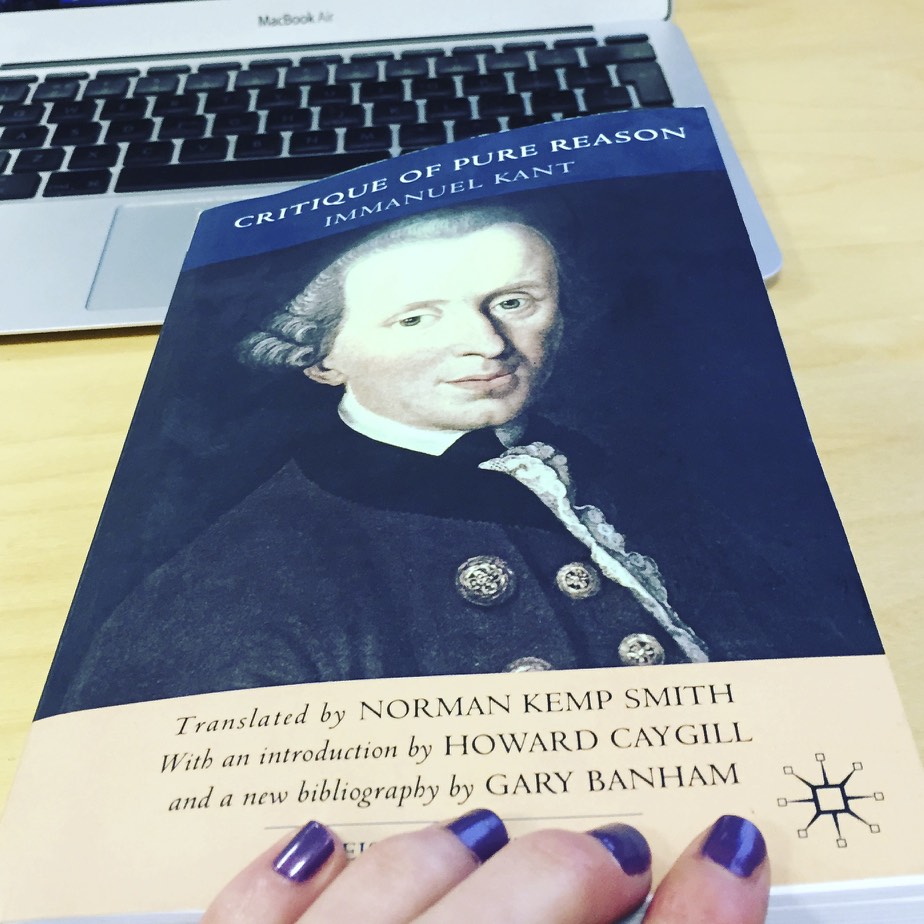 MacBook Air
CRITIQUE OF PURE REASON
IMMANUEL KANT
Translated by NORMAN KEMP SMITH
With an introduction by HOWARD CAYGILL
and a new bibliography by GARY BANHAM